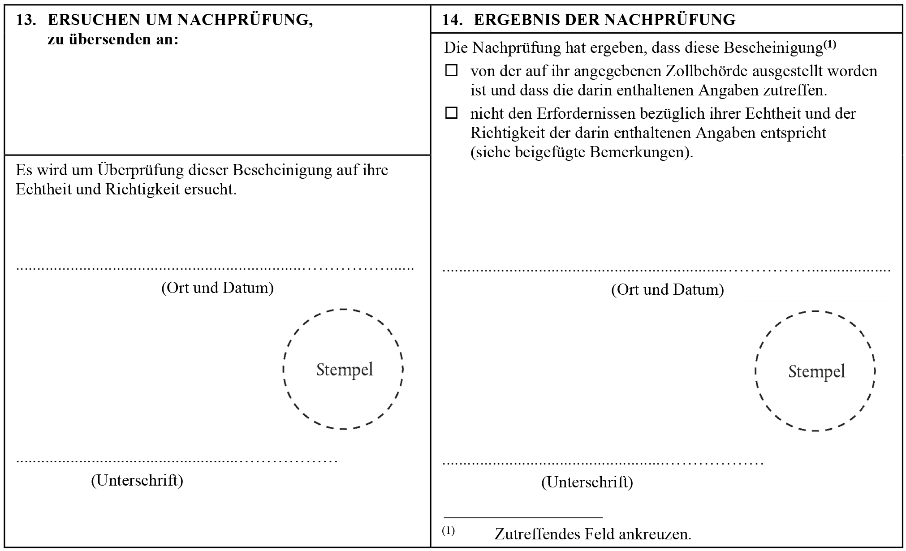 13. ERSUCHEN UM NACHPRÜFUNG,
zu übersenden an:
Es wird um Überprüfung dieser Bescheinigung auf ihre
Echtheit und Richtigkeit ersucht.
(Ort und Datum)
Stempel
(Unterschrift)
14. ERGEBNIS DER NACHPRÜFUNG
Die Nachprüfung hat ergeben, dass diese Bescheinigung(1)
☐ von der auf ihr angegebenen Zollbehörde ausgestellt worden
ist und dass die darin enthaltenen Angaben zutreffen.
☐ nicht den Erfordernissen bezüglich ihrer Echtheit und der
Richtigkeit der darin enthaltenen Angaben entspricht
(siehe beigefügte Bemerkungen).
(Ort und Datum)
Stempel
(Unterschrift)
(1) Zutreffendes Feld ankreuzen.